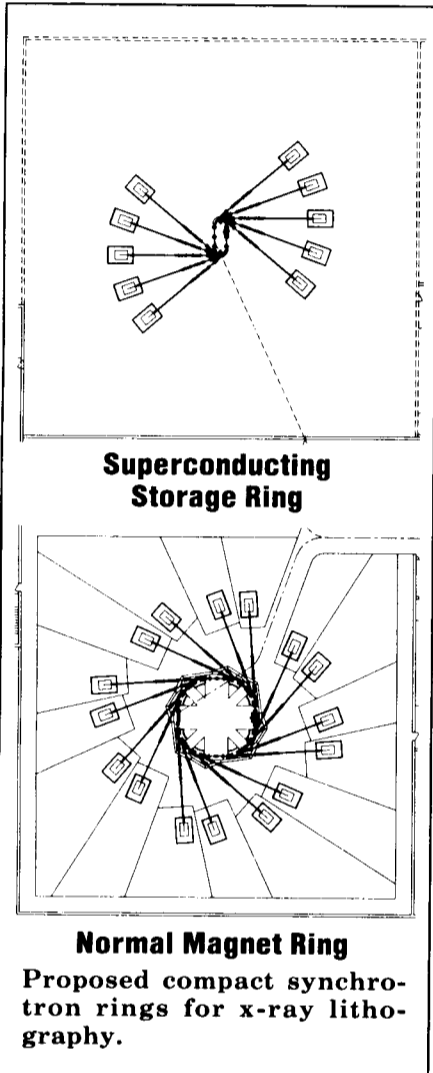 Superconducting
Storage Ring
Normal Magnet Ring
Proposed compact synchro-
tron rings for x-ray litho-
graphy.